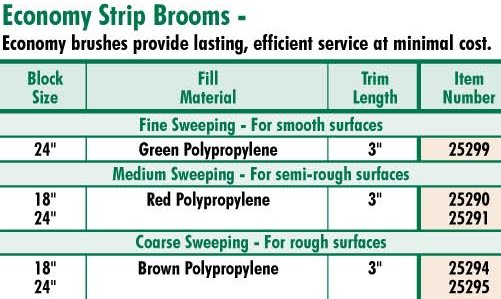 Economy Strip Brooms -
Economy brushes provide lasting, efficient service at minimal cost.
Block Size Fill Material Trim Length Item Number
Fine Sweeping - For smooth surfaces
24" Green Polypropylene 3" 25299
Medium Sweeping - For semi-rough surfaces
18" Red Polypropylene 3" 25290
24" 25291
Coarse Sweeping - For rough surfaces
18" Brown Polypropylene 3" 25294
24" 25295